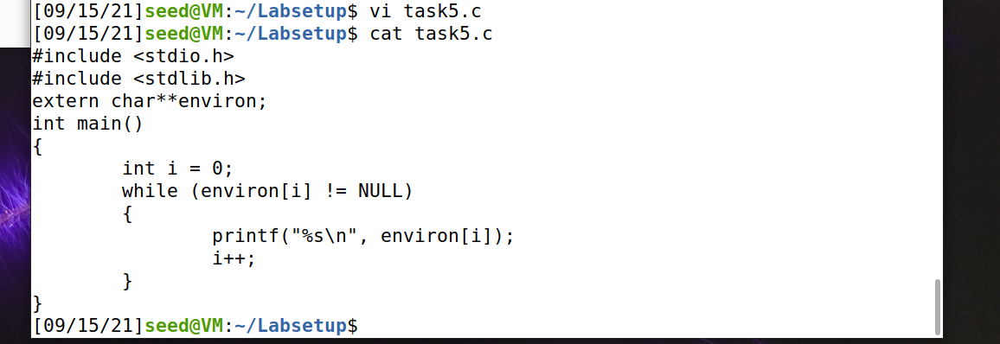 [09/15/21]seed@VM:~/Labsetup$ vi task5.c
[09/15/21]seed@VM:~/Labsetup$ cat task5.c
#include <stdio.h>
#include <stdlib.h>
extern char**environ;
int main()
{
        int i = 0;
        while (environ[i] != NULL)
        {
                printf("%s\n", environ[i]);
                i++;
        }
}
[09/15/21]seed@VM:~/Labsetup$